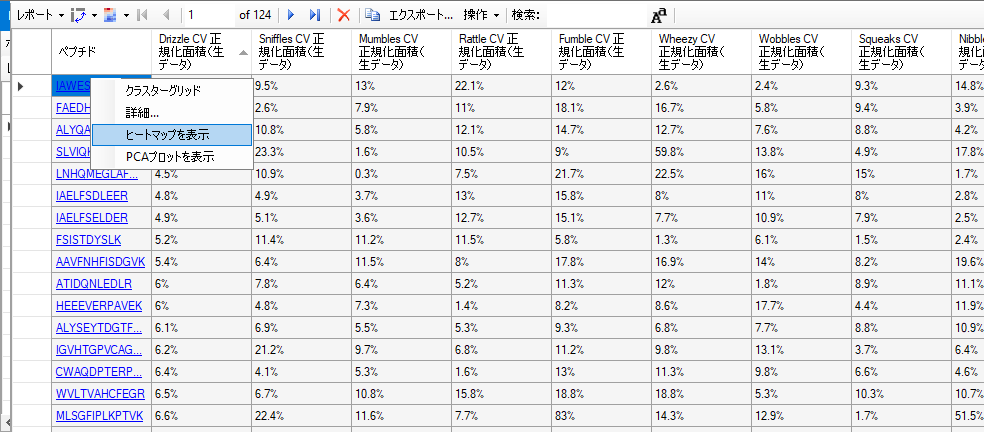 レポート 1 of 124 エクスポート... 操作 検索: Aa
ペプチド Drizzle CV 正規化面積(生データ) Sniffles CV 正規化面積(生データ) Mumbles CV 正規化面積(生データ) Rattle CV 正規化面積(生データ) Fumble CV 正規化面積(生データ) Wheezy CV 正規化面積(生データ) Wobbles CV 正規化面積(生データ) Squeaks CV 正規化面積(生データ)
IAWES 9.5% 13% 22.1% 12% 2.6% 2.4% 9.3% 14.8%
クラスターグリッド
FAEDH 2.6% 7.9% 11% 18.1% 16.7% 5.8% 9.4% 3.9%
詳細...
ALYQA 10.8% 5.8% 12.1% 14.7% 12.7% 7.6% 8.8% 4.2%
ヒートマップを表示
SLVIQK 23.3% 1.6% 10.5% 9% 59.8% 13.8% 4.9% 17.8%
PCAプロットを表示
LNHQMEGLAF... 4.5% 10.9% 0.3% 7.5% 21.7% 22.5% 16% 15% 1.7%
IAELFSDLEER 4.8% 4.9% 3.7% 13% 15.8% 8% 11% 8% 2.8%
IAELFSELDER 4.9% 5.1% 3.6% 12.7% 15.1% 7.7% 10.9% 7.9% 2.5%
FSISTDYSLK 5.2% 11.4% 11.2% 11.5% 5.8% 1.3% 6.1% 1.5% 2.4%
AAVFNHFISDGVK 5.4% 6.4% 11.5% 8% 17.8% 16.9% 14% 8.2% 19.6%
ATIDQNLEDLR 6% 7.8% 6.4% 5.2% 11.3% 12% 1.8% 8.9% 11.1%
HEEEVERPAVEK 6% 4.8% 7.3% 1.4% 8.2% 8.6% 17.7% 4.4% 11.9%
ALYSEYTDGTF... 6.1% 6.9% 5.5% 5.3% 9.3% 6.8% 7.7% 8.8% 10.9%
IGVHTGPVCAG... 6.2% 21.2% 9.7% 6.8% 11.2% 9.8% 13.1% 3.7% 6.4%
CWAQDPTERP... 6.4% 4.1% 5.3% 1.6% 13% 11.3% 9.8% 6.6% 4.6%
WVLTVAHCFEGR 6.5% 6.7% 10.8% 15.8% 18.8% 18.8% 5.3% 10.3% 10.7%
MLSGFIPLKPTVK 6.6% 22.4% 11.6% 7.7% 83% 14.3% 12.9% 1.7% 51.5%